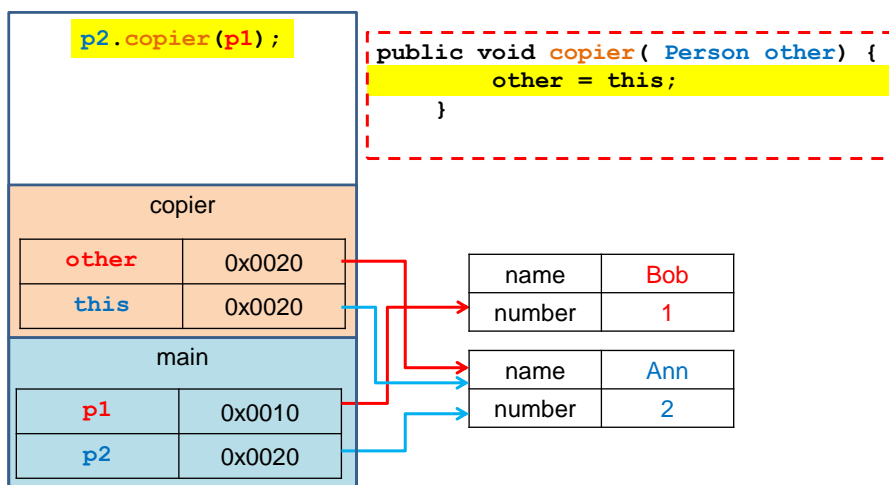 p2.copier(p1);
public void copier( Person other) {
other = this;
}
copier
other 0x0020
this 0x0020
main
p1 0x0010
p2 0x0020
name Bob
number 1
name Ann
number 2